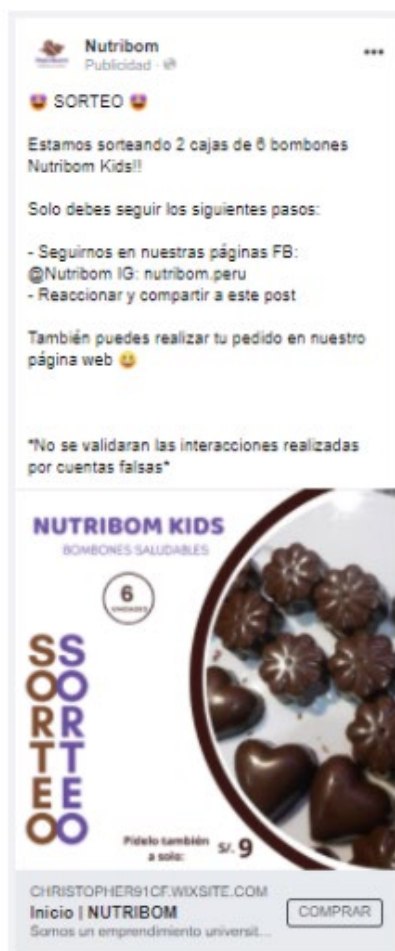 Nutribom
Publicidad ·
😍 SORTEO 😍
Estamos sorteando 2 cajas de 6 bombones
Nutribom Kids!!
Solo debes seguir los siguientes pasos:
- Seguirnos en nuestras páginas FB:
@Nutribom IG: nutribom.peru
- Reaccionar y compartir a este post
También puedes realizar tu pedido en nuestro
página web 😃
*No se validaran las interacciones realizadas
por cuentas falsas*
NUTRIBOM KIDS
BOMBONES SALUDABLES
6
UNIDADES
SORTEO
SORTEO
Pídelo también
a solo: S/. 9
CHRISTOPHER91CF.WIXSITE.COM
Inicio | NUTRIBOM
COMPRAR
Somos un emprendimiento universit...